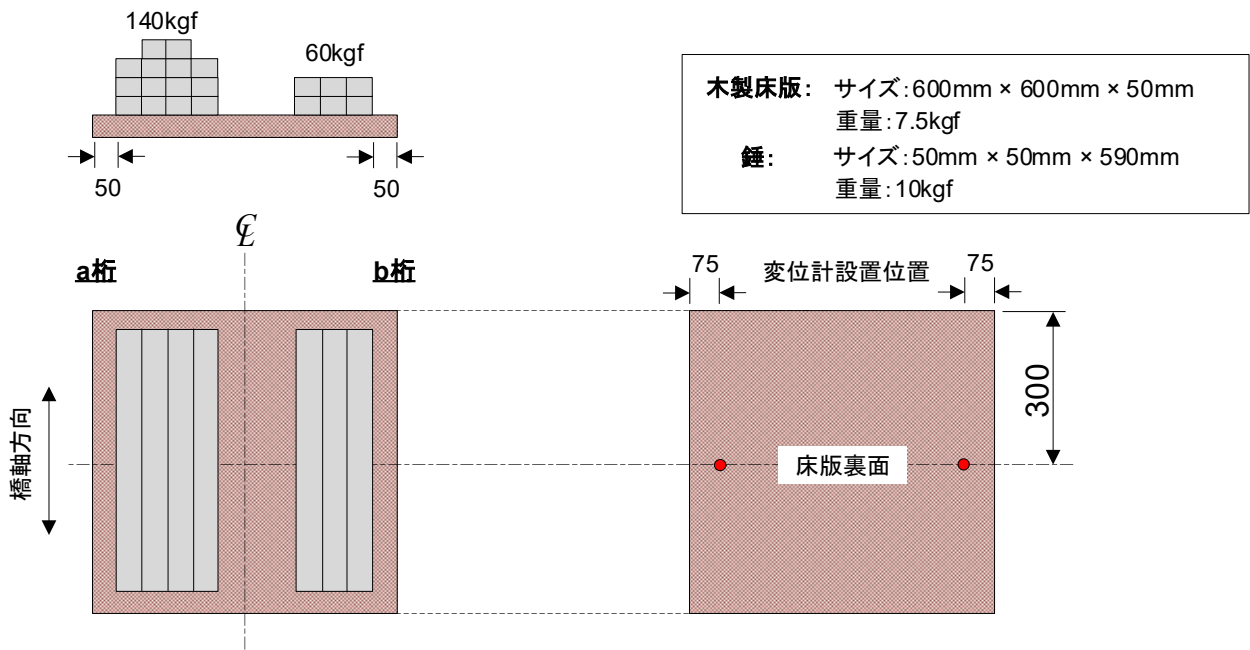 140kgf
60kgf
50
50
木製床版： サイズ：600mm × 600mm × 50mm
重量：7.5kgf
錘： サイズ：50mm × 50mm × 590mm
重量：10kgf
℄
a桁
b桁
75
変位計設置位置
75
300
橋軸方向
床版裏面